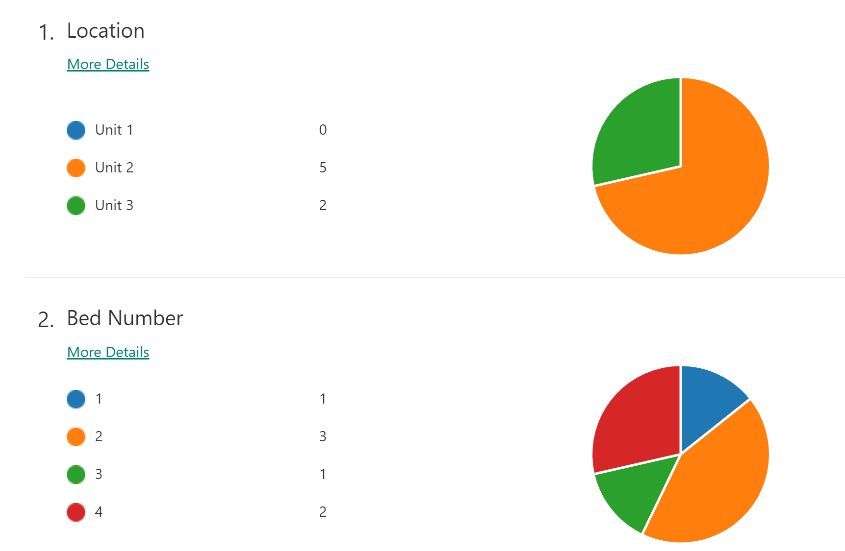 1. Location
More Details
Unit 1 0
Unit 2 5
Unit 3 2
2. Bed Number
More Details
1 1
2 3
3 1
4 2